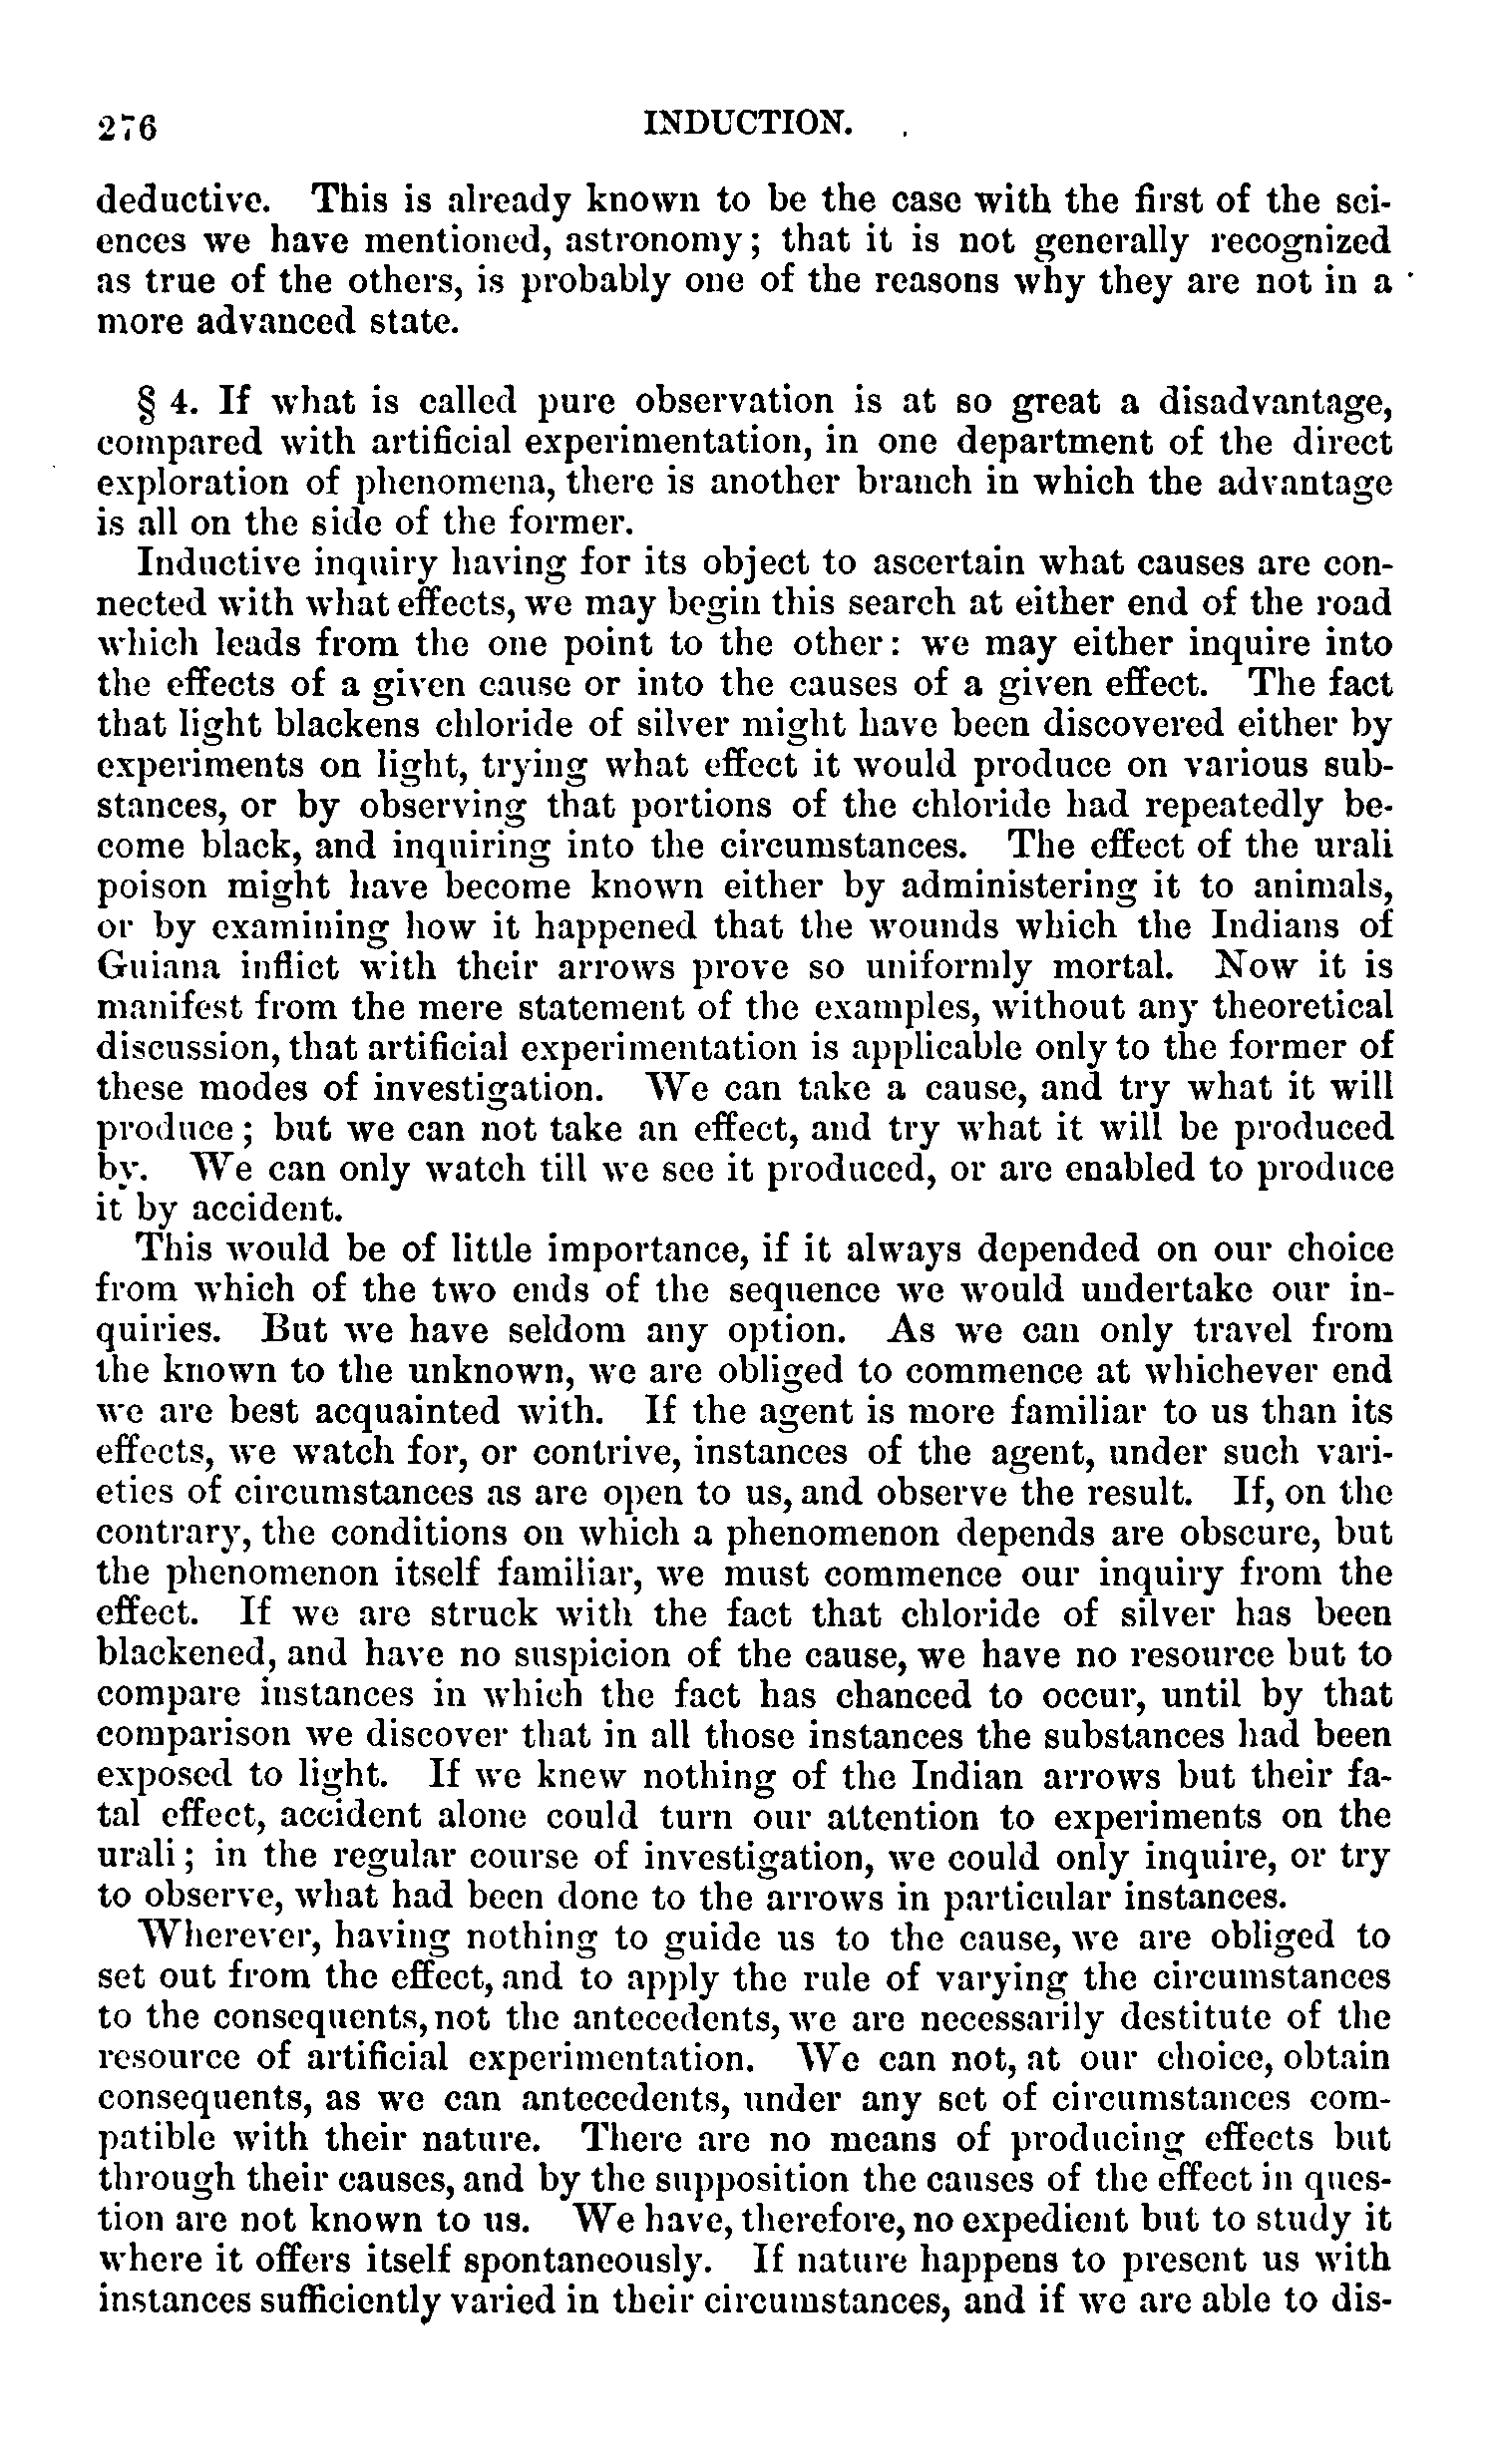 276 INDUCTION.
deductive. This is already known to be the case with the first of the sci-
ences we have mentioned, astronomy; that it is not generally recognized
as true of the others, is probably one of the reasons why they are not in a
more advanced state.
§ 4. If what is called pure observation is at so great a disadvantage,
compared with artificial experimentation, in one department of the direct
exploration of phenomena, there is another branch in which the advantage
is all on the side of the former.
Inductive inquiry having for its object to ascertain what causes are con-
nected with what effects, we may begin this search at either end of the road
which leads from the one point to the other: we may either inquire into
the effects of a given cause or into the causes of a given effect. The fact
that light blackens chloride of silver might have been discovered either by
experiments on light, trying what effect it would produce on various sub-
stances, or by observing that portions of the chloride had repeatedly be-
come black, and inquiring into the circumstances. The effect of the urali
poison might have become known either by administering it to animals,
or by examining how it happened that the wounds which the Indians of
Guiana inflict with their arrows prove so uniformly mortal. Now it is
manifest from the mere statement of the examples, without any theoretical
discussion, that artificial experimentation is applicable only to the former of
these modes of investigation. We can take a cause, and try what it will
produce; but we can not take an effect, and try what it will be produced
by. We can only watch till we see it produced, or are enabled to produce
it by accident.
This would be of little importance, if it always depended on our choice
from which of the two ends of the sequence we would undertake our in-
quiries. But we have seldom any option. As we can only travel from
the known to the unknown, we are obliged to commence at whichever end
we are best acquainted with. If the agent is more familiar to us than its
effects, we watch for, or contrive, instances of the agent, under such vari-
eties of circumstances as are open to us, and observe the result. If, on the
contrary, the conditions on which a phenomenon depends are obscure, but
the phenomenon itself familiar, we must commence our inquiry from the
effect. If we are struck with the fact that chloride of silver has been
blackened, and have no suspicion of the cause, we have no resource but to
compare instances in which the fact has chanced to occur, until by that
comparison we discover that in all those instances the substances had been
exposed to light. If we knew nothing of the Indian arrows but their fa-
tal effect, accident alone could turn our attention to experiments on the
urali; in the regular course of investigation, we could only inquire, or try
to observe, what had been done to the arrows in particular instances.
Wherever, having nothing to guide us to the cause, we are obliged to
set out from the effect, and to apply the rule of varying the circumstances
to the consequents, not the antecedents, we are necessarily destitute of the
resource of artificial experimentation. We can not, at our choice, obtain
consequents, as we can antecedents, under any set of circumstances com-
patible with their nature. There are no means of producing effects but
through their causes, and by the supposition the causes of the effect in ques-
tion are not known to us. We have, therefore, no expedient but to study it
where it offers itself spontaneously. If nature happens to present us with
instances sufficiently varied in their circumstances, and if we are able to dis-